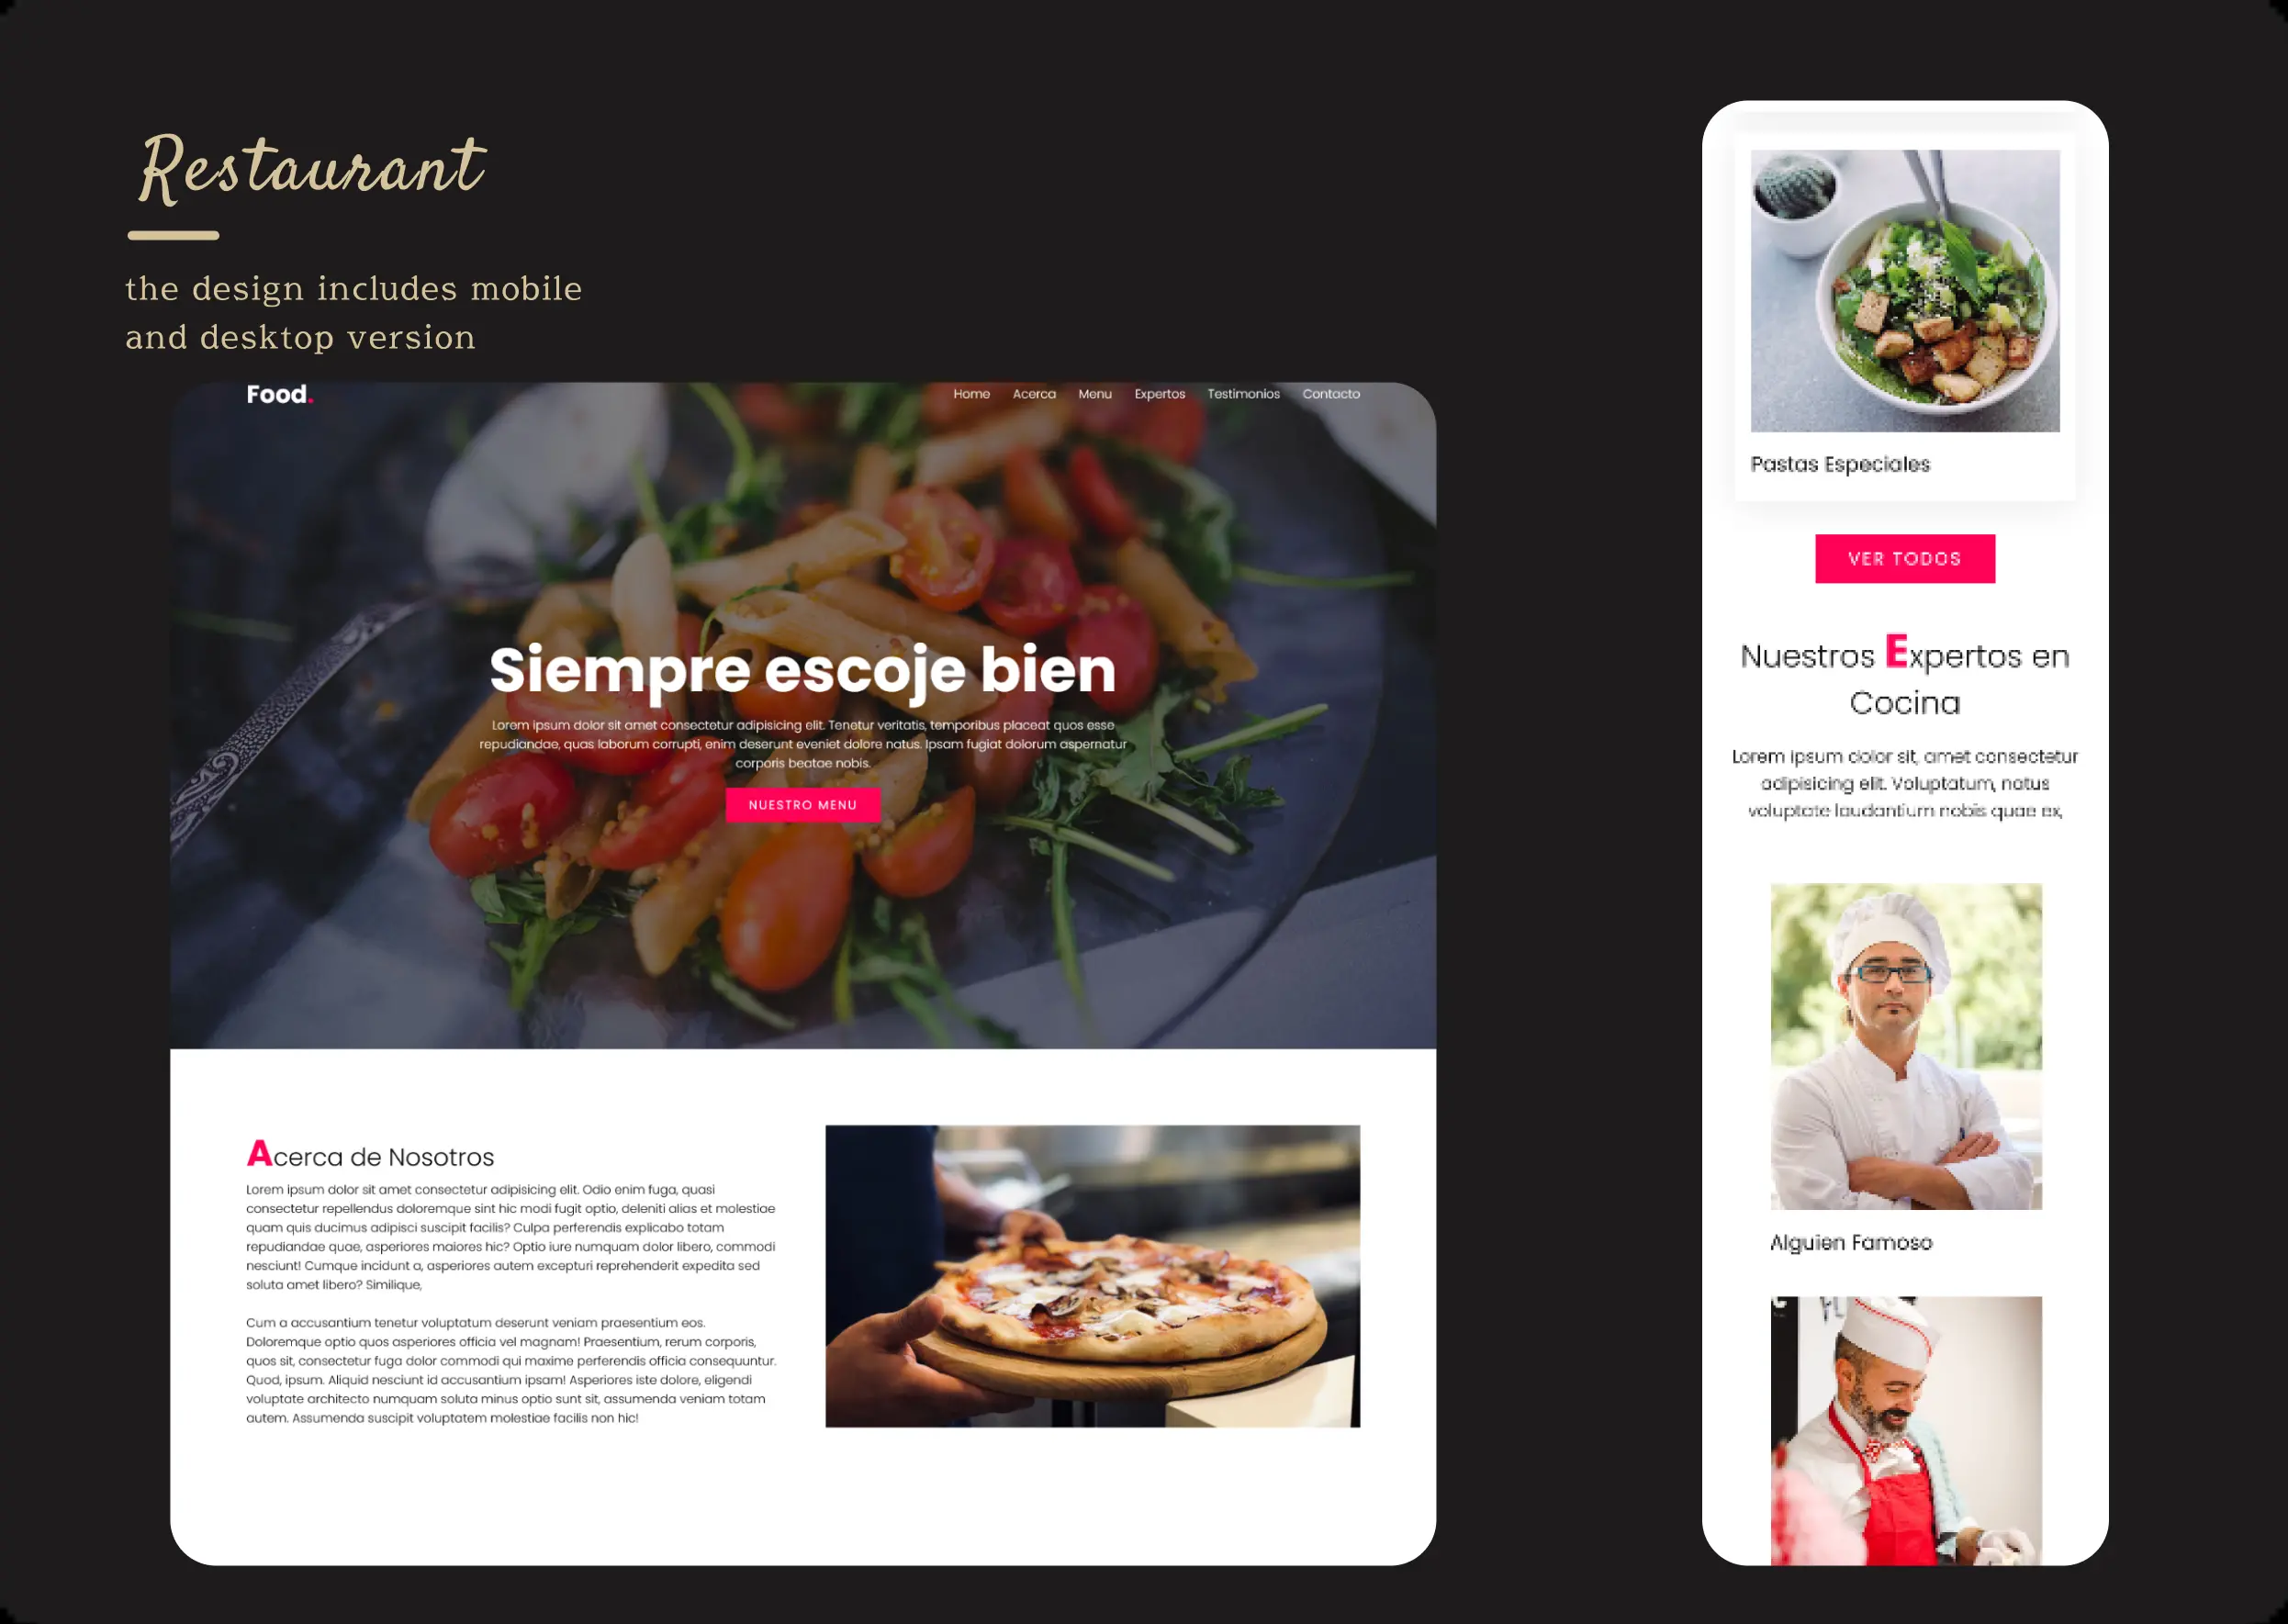 Restaurant
the design includes mobile
and desktop version
Food.
Home Acerca Menu Expertos Testimonios Contacto
Siempre escoje bien
Lorem ipsum dolor sit amet consectetur adipisicing elit. Tenetur veritatis, temporibus placeat quos esse
repudiandae, quas laborum corrupti, enim deserunt eveniet dolore natus. Ipsam fugiat dolorum aspernatur
corporis beatae nobis.
NUESTRO MENU
Acerca de Nosotros
Lorem ipsum dolor sit amet consectetur adipisicing elit. Odio enim fuga, quasi
consectetur repellendus doloremque sint hic modi fugit optio, deleniti alias et molestiae
quam quis ducimus adipisci suscipit facilis? Culpa perferendis explicabo totam
repudiandae quae, asperiores maiores hic? Optio iure numquam dolor libero, commodi
nesciunt! Cumque incidunt a, asperiores autem excepturi reprehenderit expedita sed
soluta amet libero? Similique,
Cum a accusantium tenetur voluptatum deserunt veniam praesentium eos.
Doloremque optio quos asperiores officia vel magnam! Praesentium, rerum corporis,
quos sit, consectetur fuga dolor commodi qui maxime perferendis officia consequuntur.
Quod, ipsum. Aliquid nesciunt id accusantium ipsam! Asperiores iste dolore, eligendi
voluptate architecto numquam soluta minus optio sunt sit, assumenda veniam totam
autem. Assumenda suscipit voluptatem molestiae facilis non hic!
Pastas Especiales
VER TODOS
Nuestros Expertos en
Cocina
Lorem ipsum dolor sit, amet consectetur
adipisicing elit. Voluptatum, natus
voluptate laudantium nobis quae ex,
Alguien Famoso